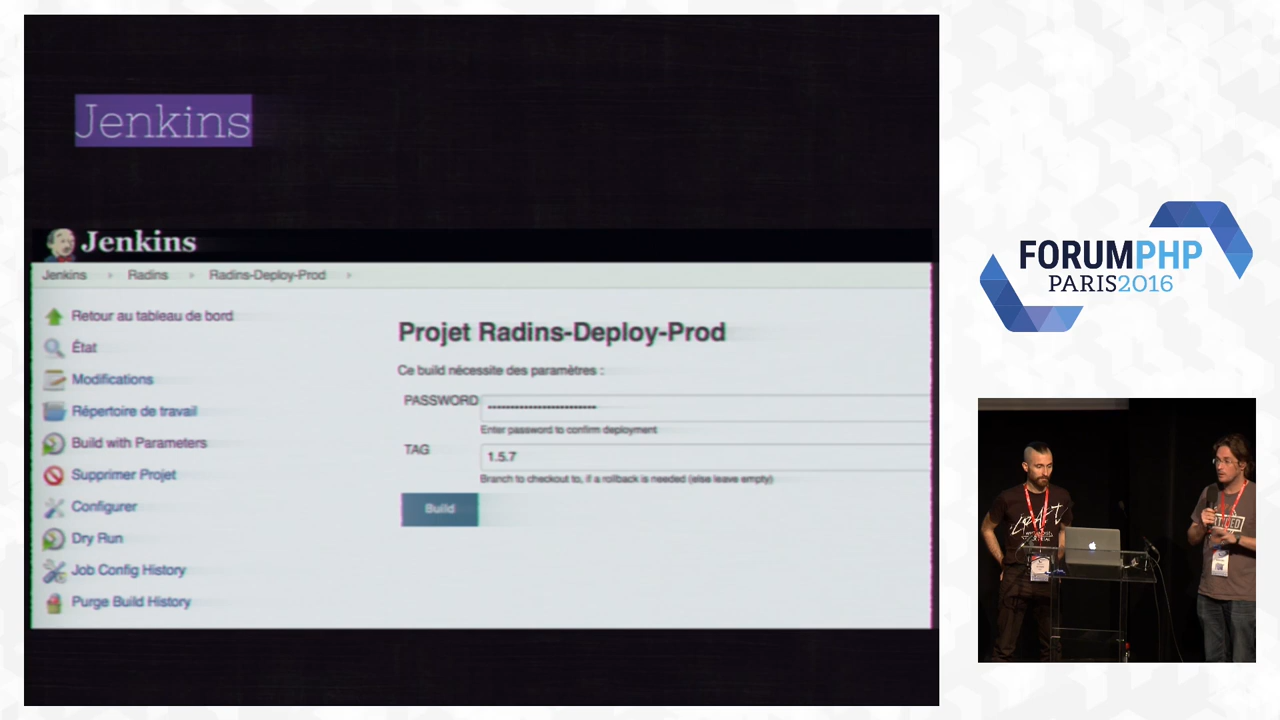 Jenkins
Jenkins
Jenkins Radins Radins-Deploy-Prod
Retour au tableau de bord
État
Modifications
Répertoire de travail
Build with Parameters
Supprimer Projet
Configurer
Dry Run
Job Config History
Purge Build History
Projet Radins-Deploy-Prod
Ce build nécessite des paramètres :
PASSWORD
Enter password to confirm deployment
TAG
1.5.7
Branch to checkout to, if a rollback is needed (else leave empty)
Build
FORUMPHP
PARIS2016